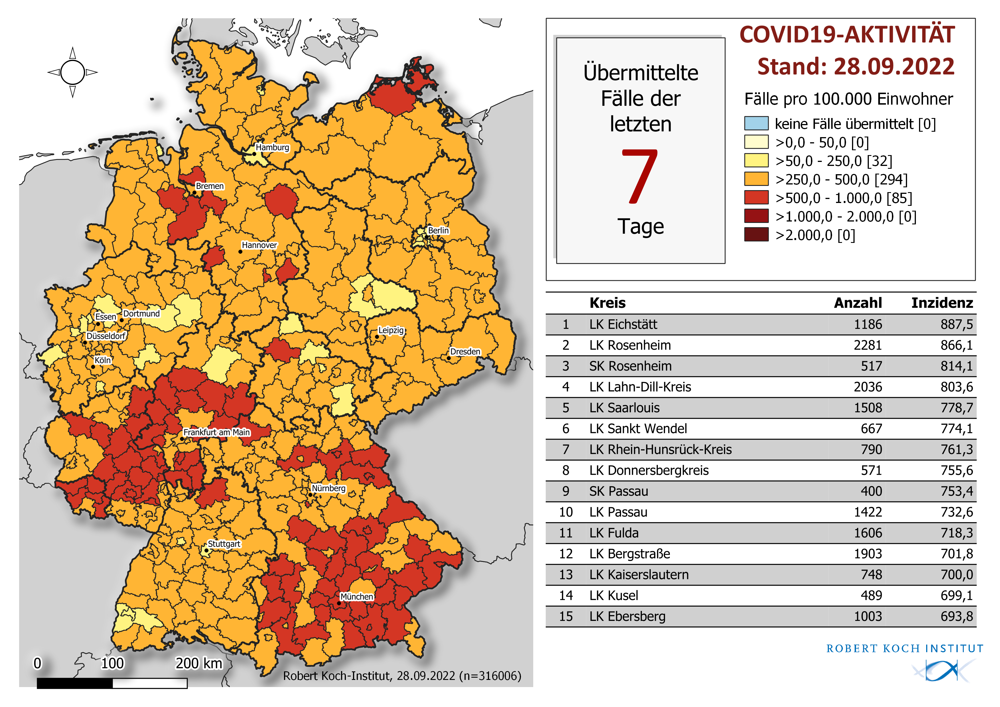 Hamburg
Bremen
Berlin
Hannover
Essen
Dortmund
Düsseldorf
Leipzig
Köln
Dresden
Frankfurt am Main
Nürnberg
Stuttgart
München
0 100 200 km
Robert Koch-Institut, 28.09.2022 (n=316006)
COVID19-AKTIVITÄT
Stand: 28.09.2022
Übermittelte
Fälle der
letzten
7
Tage
Fälle pro 100.000 Einwohner
keine Fälle übermittelt [0]
>0,0 - 50,0 [0]
>50,0 - 250,0 [32]
>250,0 - 500,0 [294]
>500,0 - 1.000,0 [85]
>1.000,0 - 2.000,0 [0]
>2.000,0 [0]
Kreis Anzahl Inzidenz
1 LK Eichstätt 1186 887,5
2 LK Rosenheim 2281 866,1
3 SK Rosenheim 517 814,1
4 LK Lahn-Dill-Kreis 2036 803,6
5 LK Saarlouis 1508 778,7
6 LK Sankt Wendel 667 774,1
7 LK Rhein-Hunsrück-Kreis 790 761,3
8 LK Donnersbergkreis 571 755,6
9 SK Passau 400 753,4
10 LK Passau 1422 732,6
11 LK Fulda 1606 718,3
12 LK Bergstraße 1903 701,8
13 LK Kaiserslautern 748 700,0
14 LK Kusel 489 699,1
15 LK Ebersberg 1003 693,8
ROBERT KOCH INSTITUT